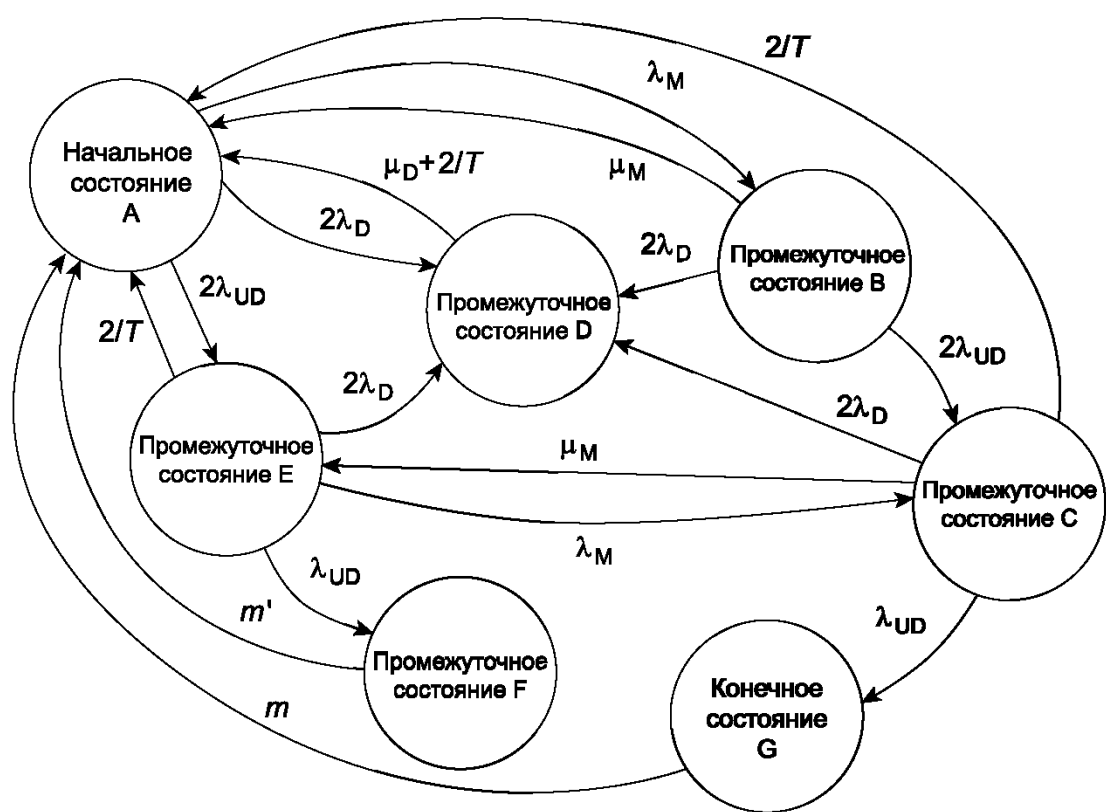 2/T
λM
Начальное
состояние
A
μM
μD+2/T
2λD
2λD
Промежуточное
состояние B
Промежуточное
состояние D
2λUD
2/T
2λUD
2λD
2λD
Промежуточное
состояние E
μM
Промежуточное
состояние C
λM
λUD
m'
λUD
Промежуточное
состояние F
m
Конечное
состояние
G